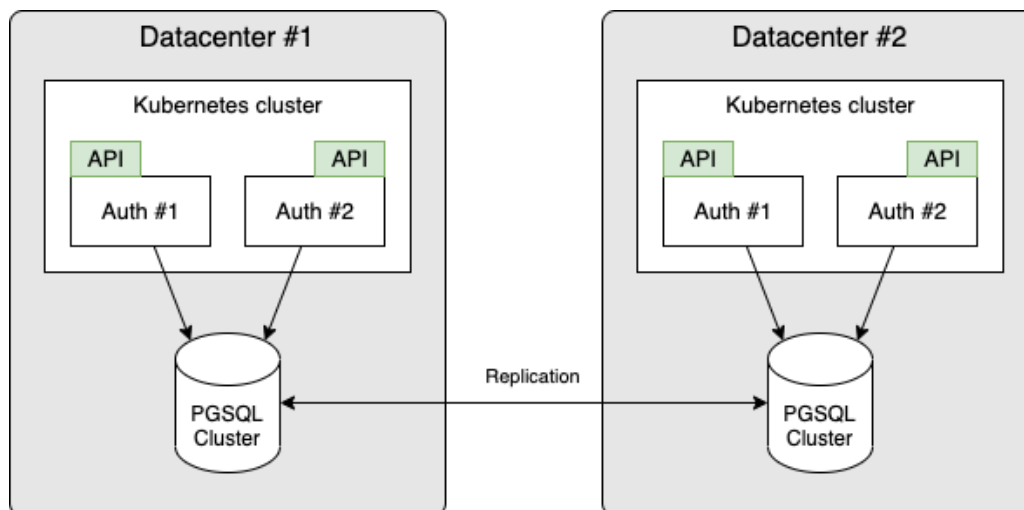 Datacenter #1
Kubernetes cluster
API
API
Auth #1
Auth #2
PGSQL
Cluster
Replication
Datacenter #2
Kubernetes cluster
API
API
Auth #1
Auth #2
PGSQL
Cluster